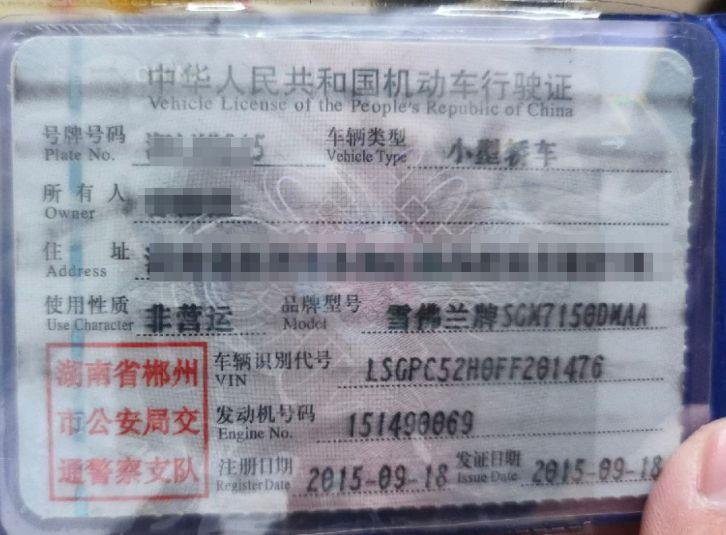 中华人民共和国机动车行驶证
Vehicle License of the People's Republic of China
号牌号码 车辆类型 小型轿车
Plate No. Vehicle Type
所有人
Owner
住址
Address
使用性质 非营运 品牌型号 雪佛兰牌SGM7150DMAA
Use Character Model
湖南省郴州
市公安局交
通警察支队
车辆识别代号 LSGPC52H0FF201476
VIN
发动机号码 151490069
Engine No.
注册日期 2015-09-18 发证日期 2015-09-18
Register Date Issue Date